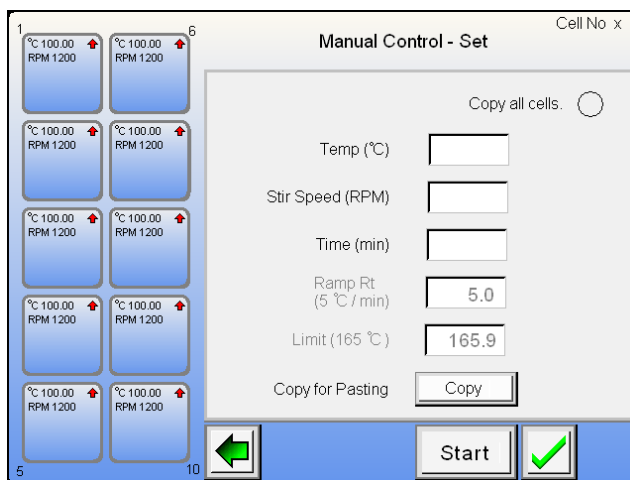 1
6
°C 100.00
RPM 1200
°C 100.00
RPM 1200
°C 100.00
RPM 1200
°C 100.00
RPM 1200
°C 100.00
RPM 1200
°C 100.00
RPM 1200
°C 100.00
RPM 1200
°C 100.00
RPM 1200
°C 100.00
RPM 1200
°C 100.00
RPM 1200
5
10
Cell No x
Manual Control - Set
Copy all cells.
Temp (°C)
Stir Speed (RPM)
Time (min)
Ramp Rt
(5 °C / min)
5.0
Limit (165 °C )
165.9
Copy for Pasting
Copy
Start